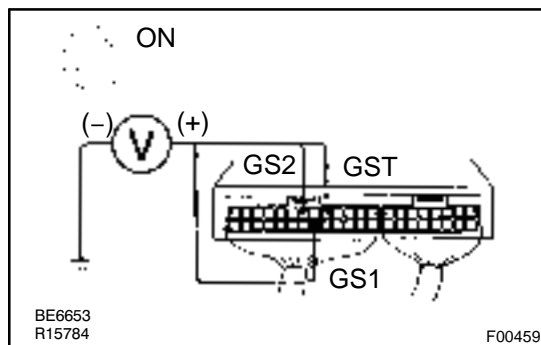 ON
(−) V (+)
GS2 GST
GS1
BE6653
R15784
F00459